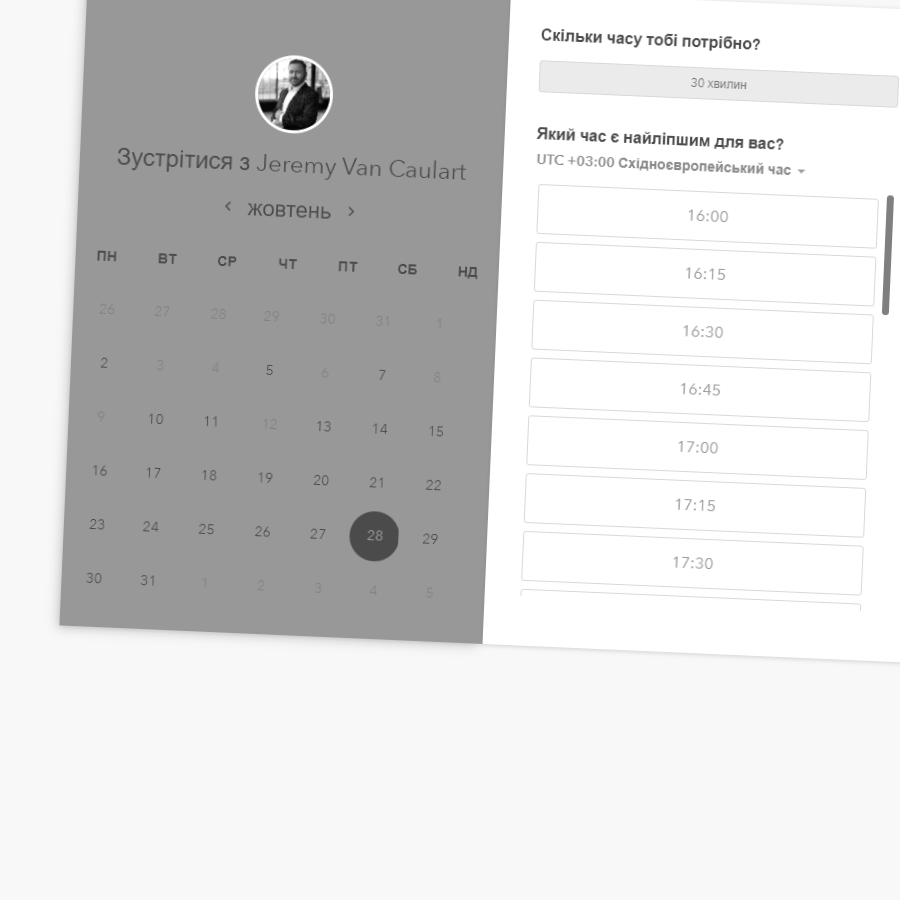 Зустрітися з Jeremy Van Caulart
жовтень
ПН ВТ СР ЧТ ПТ СБ НД
26 27 28 29 30 31 1
2 3 4 5 6 7 8
9 10 11 12 13 14 15
16 17 18 19 20 21 22
23 24 25 26 27 28 29
30 31 1 2 3 4 5
Скільки часу тобі потрібно?
30 хвилин
Який час є найліпшим для вас?
UTC +03:00 Східноєвропейський час
16:00
16:15
16:30
16:45
17:00
17:15
17:30